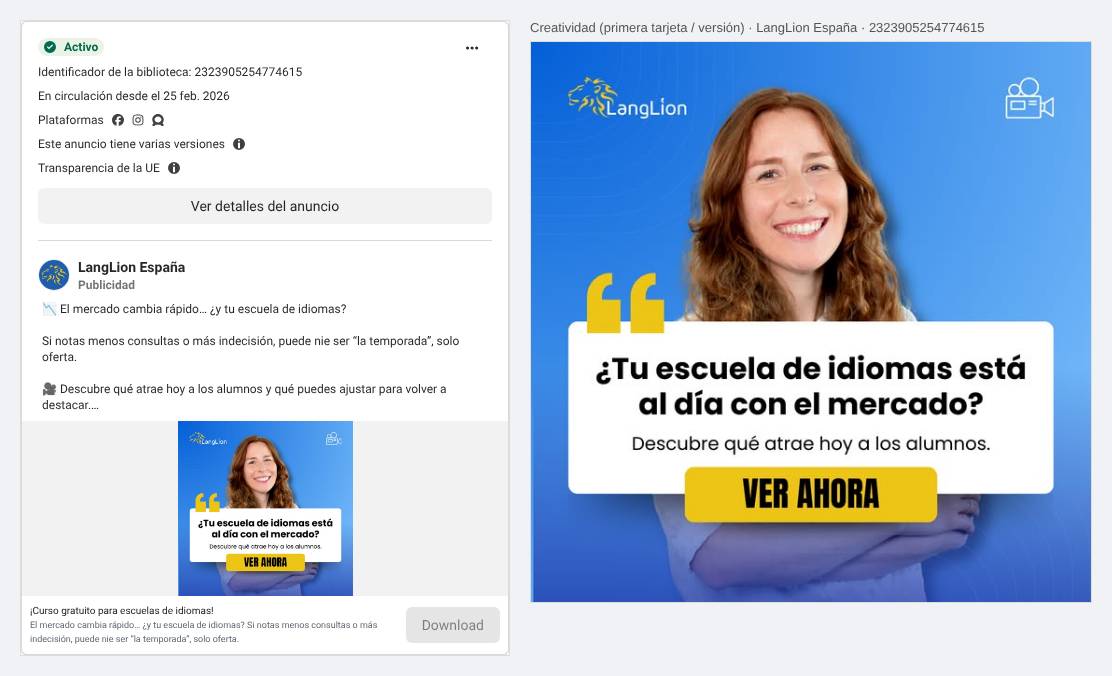 Activo
Identificador de la biblioteca: 2323905254774615
En circulación desde el 25 feb. 2026
Plataformas
Este anuncio tiene varias versiones
Transparencia de la UE
Ver detalles del anuncio
LangLion España
Publicidad
📉 El mercado cambia rápido… ¿y tu escuela de idiomas?
Si notas menos consultas o más indecisión, puede nie ser “la temporada”, solo
oferta.
🎥 Descubre qué atrae hoy a los alumnos y qué puedes ajustar para volver a
destacar.…
LangLion
¿Tu escuela de idiomas está
al día con el mercado?
Descubre qué atrae hoy a los alumnos.
VER AHORA
¡Curso gratuito para escuelas de idiomas!
El mercado cambia rápido… ¿y tu escuela de idiomas? Si notas menos consultas o más
indecisión, puede nie ser “la temporada”, solo oferta.
Download
Creatividad (primera tarjeta / versión) · LangLion España · 2323905254774615
LangLion
¿Tu escuela de idiomas está
al día con el mercado?
Descubre qué atrae hoy a los alumnos.
VER AHORA